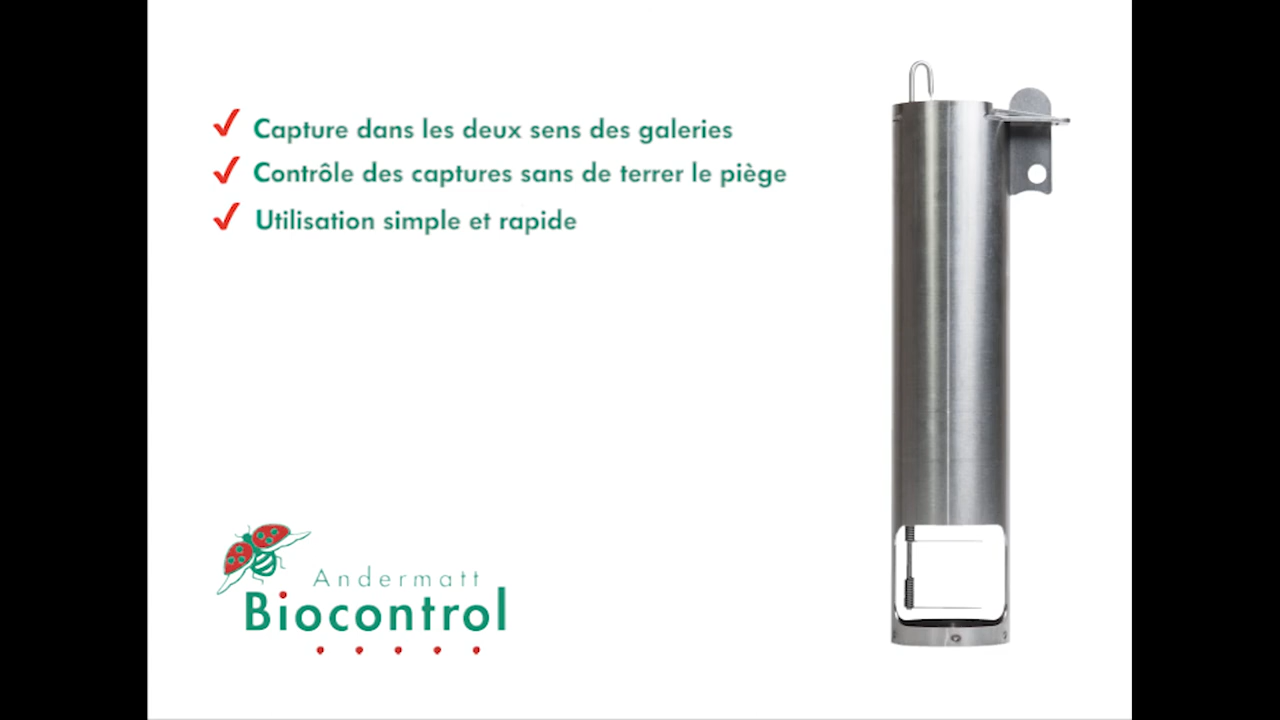 Capture dans les deux sens des galeries
Contrôle des captures sans de terrer le piège
Utilisation simple et rapide
Andermatt
Biocontrol